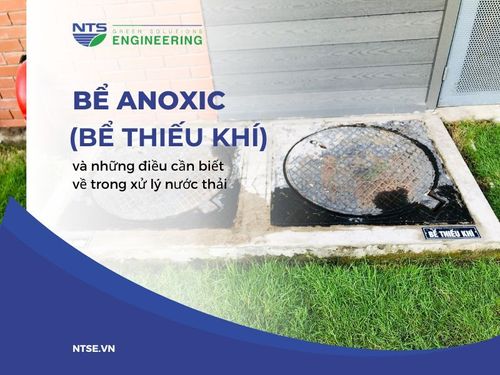 NTS
GREEN SOLUTIONS
ENGINEERING
BỂ ANOXIC
(BỂ THIẾU KHÍ)
và những điều cần biết
về trong xử lý nước thải
BỂ THIẾU KHÍ
NTSE.VN